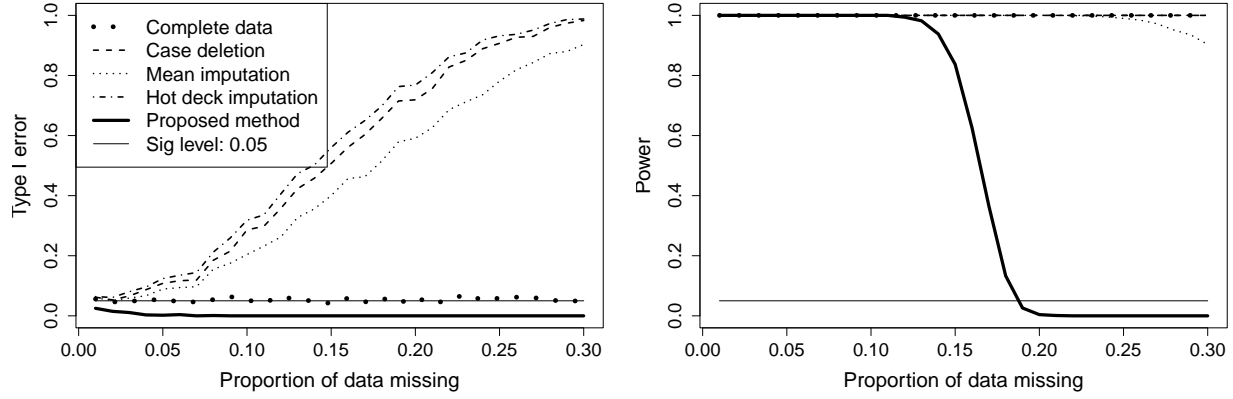 Complete data
Case deletion
Mean imputation
Hot deck imputation
Proposed method
Sig level: 0.05
Type I error
0.0 0.2 0.4 0.6 0.8 1.0
0.00 0.05 0.10 0.15 0.20 0.25 0.30
Proportion of data missing
Power
0.0 0.2 0.4 0.6 0.8 1.0
0.00 0.05 0.10 0.15 0.20 0.25 0.30
Proportion of data missing